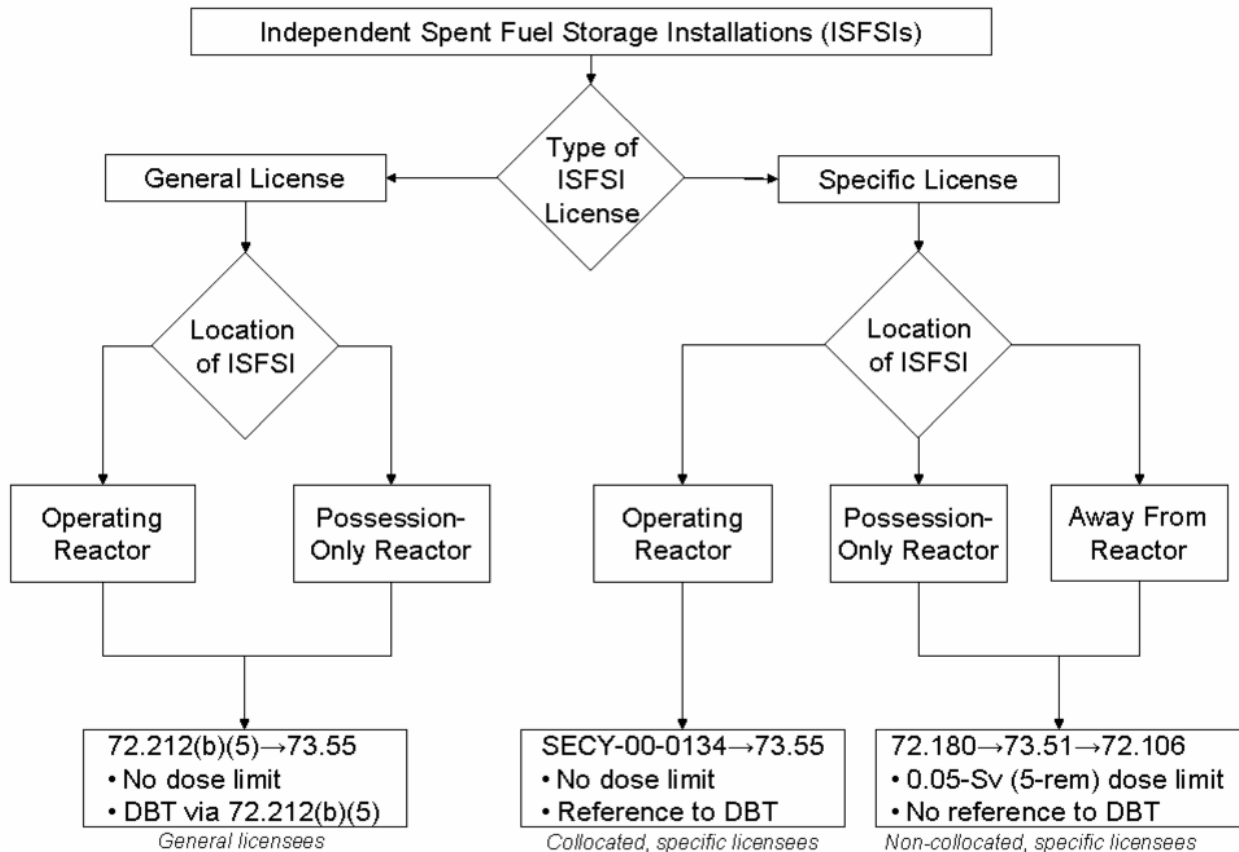 Independent Spent Fuel Storage Installations (ISFSIs)
Type of
ISFSI
License
General License
Specific License
Location
of ISFSI
Location
of ISFSI
Operating
Reactor
Possession-
Only Reactor
Operating
Reactor
Possession-
Only Reactor
Away From
Reactor
72.212(b)(5)→73.55
• No dose limit
• DBT via 72.212(b)(5)
General licensees
SECY-00-0134→73.55
• No dose limit
• Reference to DBT
Collocated, specific licensees
72.180→73.51→72.106
• 0.05-Sv (5-rem) dose limit
• No reference to DBT
Non-collocated, specific licensees